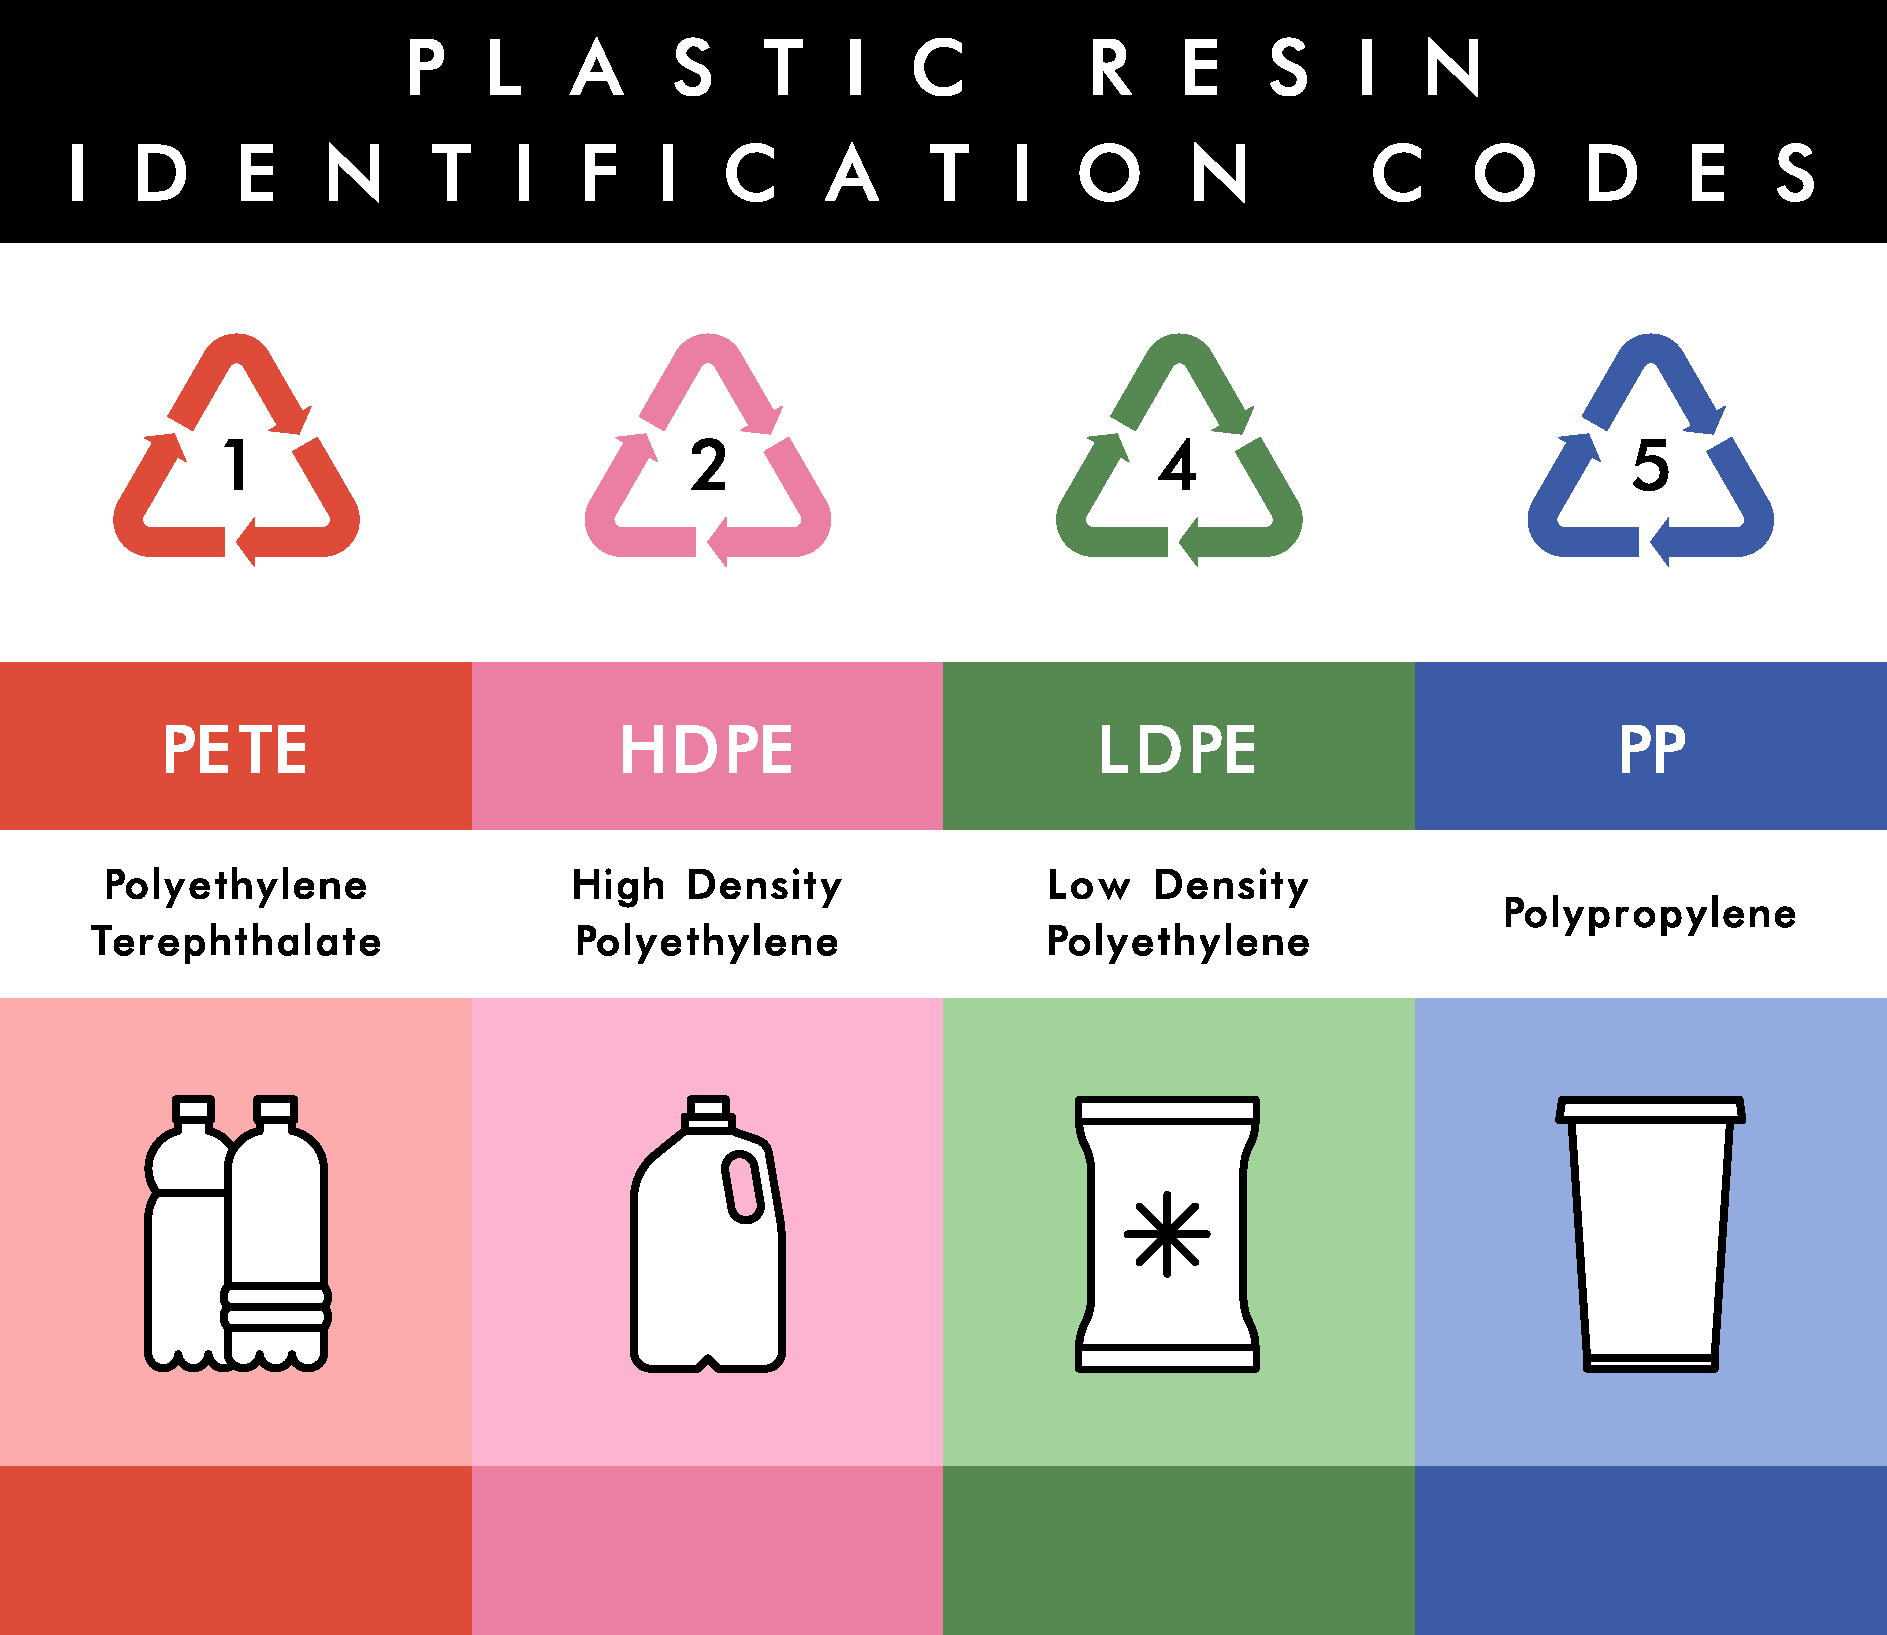 PLASTIC RESIN
IDENTIFICATION CODES
1
2
4
5
PETE
HDPE
LDPE
PP
Polyethylene
Terephthalate
High Density
Polyethylene
Low Density
Polyethylene
Polypropylene